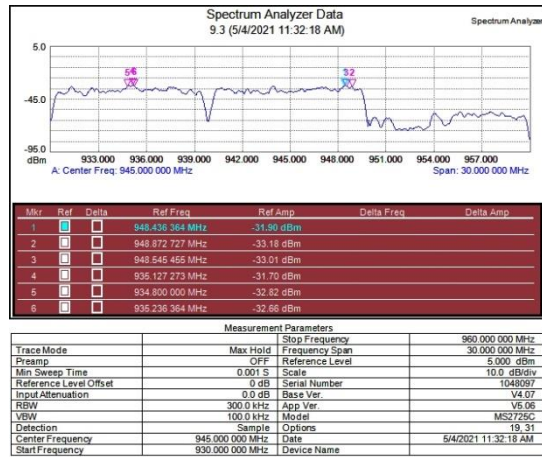 Spectrum Analyzer Data
Spectrum Analyzer
9.3 (5/4/2021 11:32:18 AM)
5.0
-45.0
-95.0
dBm
933.000 936.000 939.000 942.000 945.000 948.000 951.000 954.000 957.000
A: Center Freq: 945.000 000 MHz Span: 30.000 000 MHz
Mkr Ref Delta Ref Freq Ref Amp Delta Freq Delta Amp
1 948.436 364 MHz -31.90 dBm
2 948.872 727 MHz -33.18 dBm
3 948.545 455 MHz -33.01 dBm
4 935.127 273 MHz -31.70 dBm
5 934.800 000 MHz -32.82 dBm
6 935.236 364 MHz -32.66 dBm
Measurement Parameters
Stop Frequency 960.000 000 MHz
Trace Mode Max Hold Frequency Span 30.000 000 MHz
Preamp OFF Reference Level 5.000 dBm
Min Sweep Time 0.001 S Scale 10.0 dB/div
Reference Level Offset 0 dB Serial Number 1048097
Input Attenuation 0.0 dB Base Ver. V4.07
RBW 300.0 kHz App Ver. V5.06
VBW 100.0 kHz Model MS2725C
Detection Sample Options 19, 31
Center Frequency 945.000 000 MHz Date 5/4/2021 11:32:18 AM
Start Frequency 930.000 000 MHz Device Name